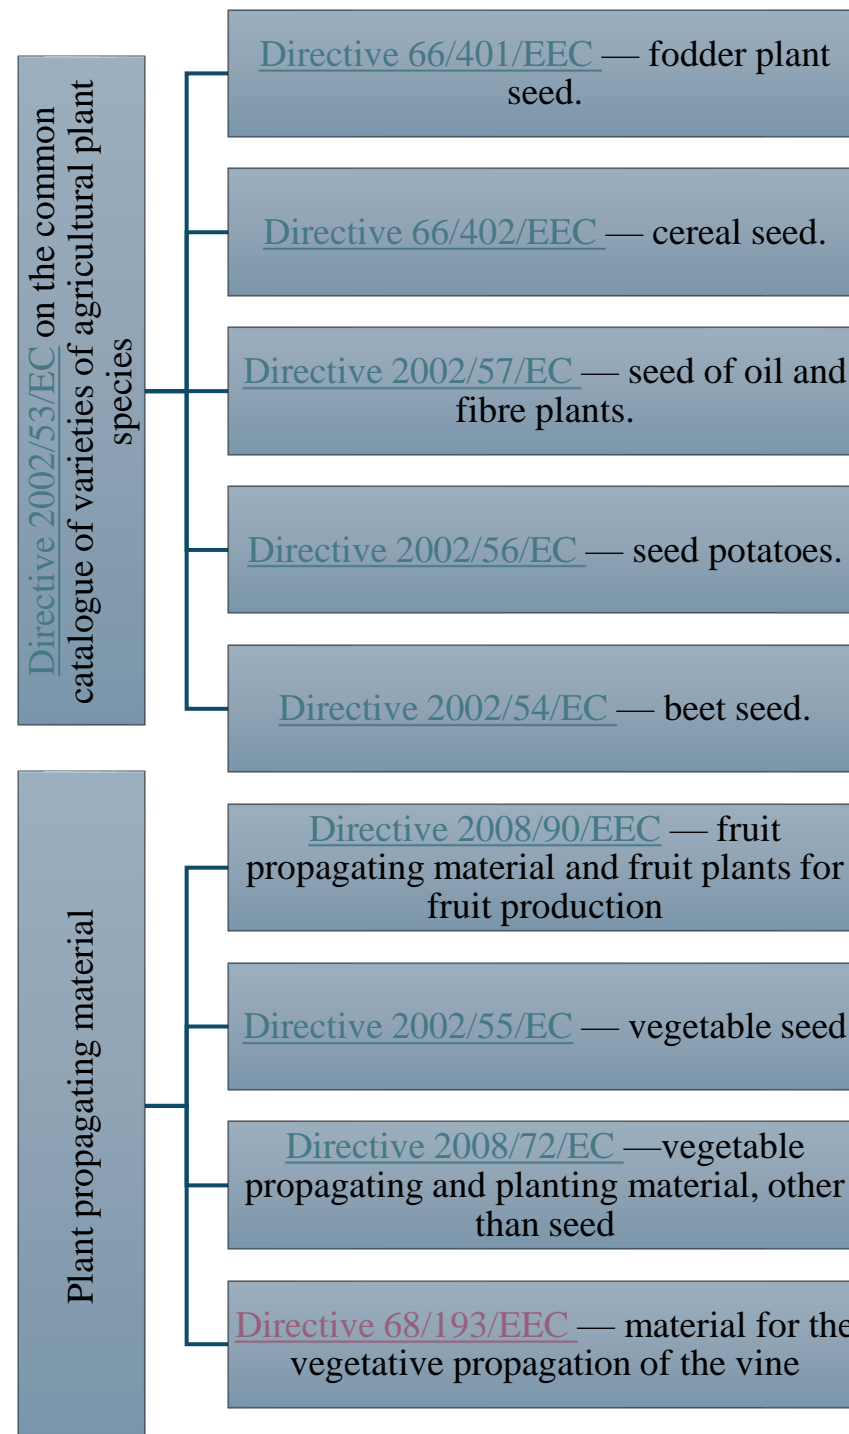 Directive 2002/53/EC on the common
catalogue of varieties of agricultural plant
species
Directive 66/401/EEC — fodder plant
seed.
Directive 66/402/EEC — cereal seed.
Directive 2002/57/EC — seed of oil and
fibre plants.
Directive 2002/56/EC — seed potatoes.
Directive 2002/54/EC — beet seed.
Plant propagating material
Directive 2008/90/EEC — fruit
propagating material and fruit plants for
fruit production
Directive 2002/55/EC — vegetable seed
Directive 2008/72/EC —vegetable
propagating and planting material, other
than seed
Directive 68/193/EEC — material for the
vegetative propagation of the vine